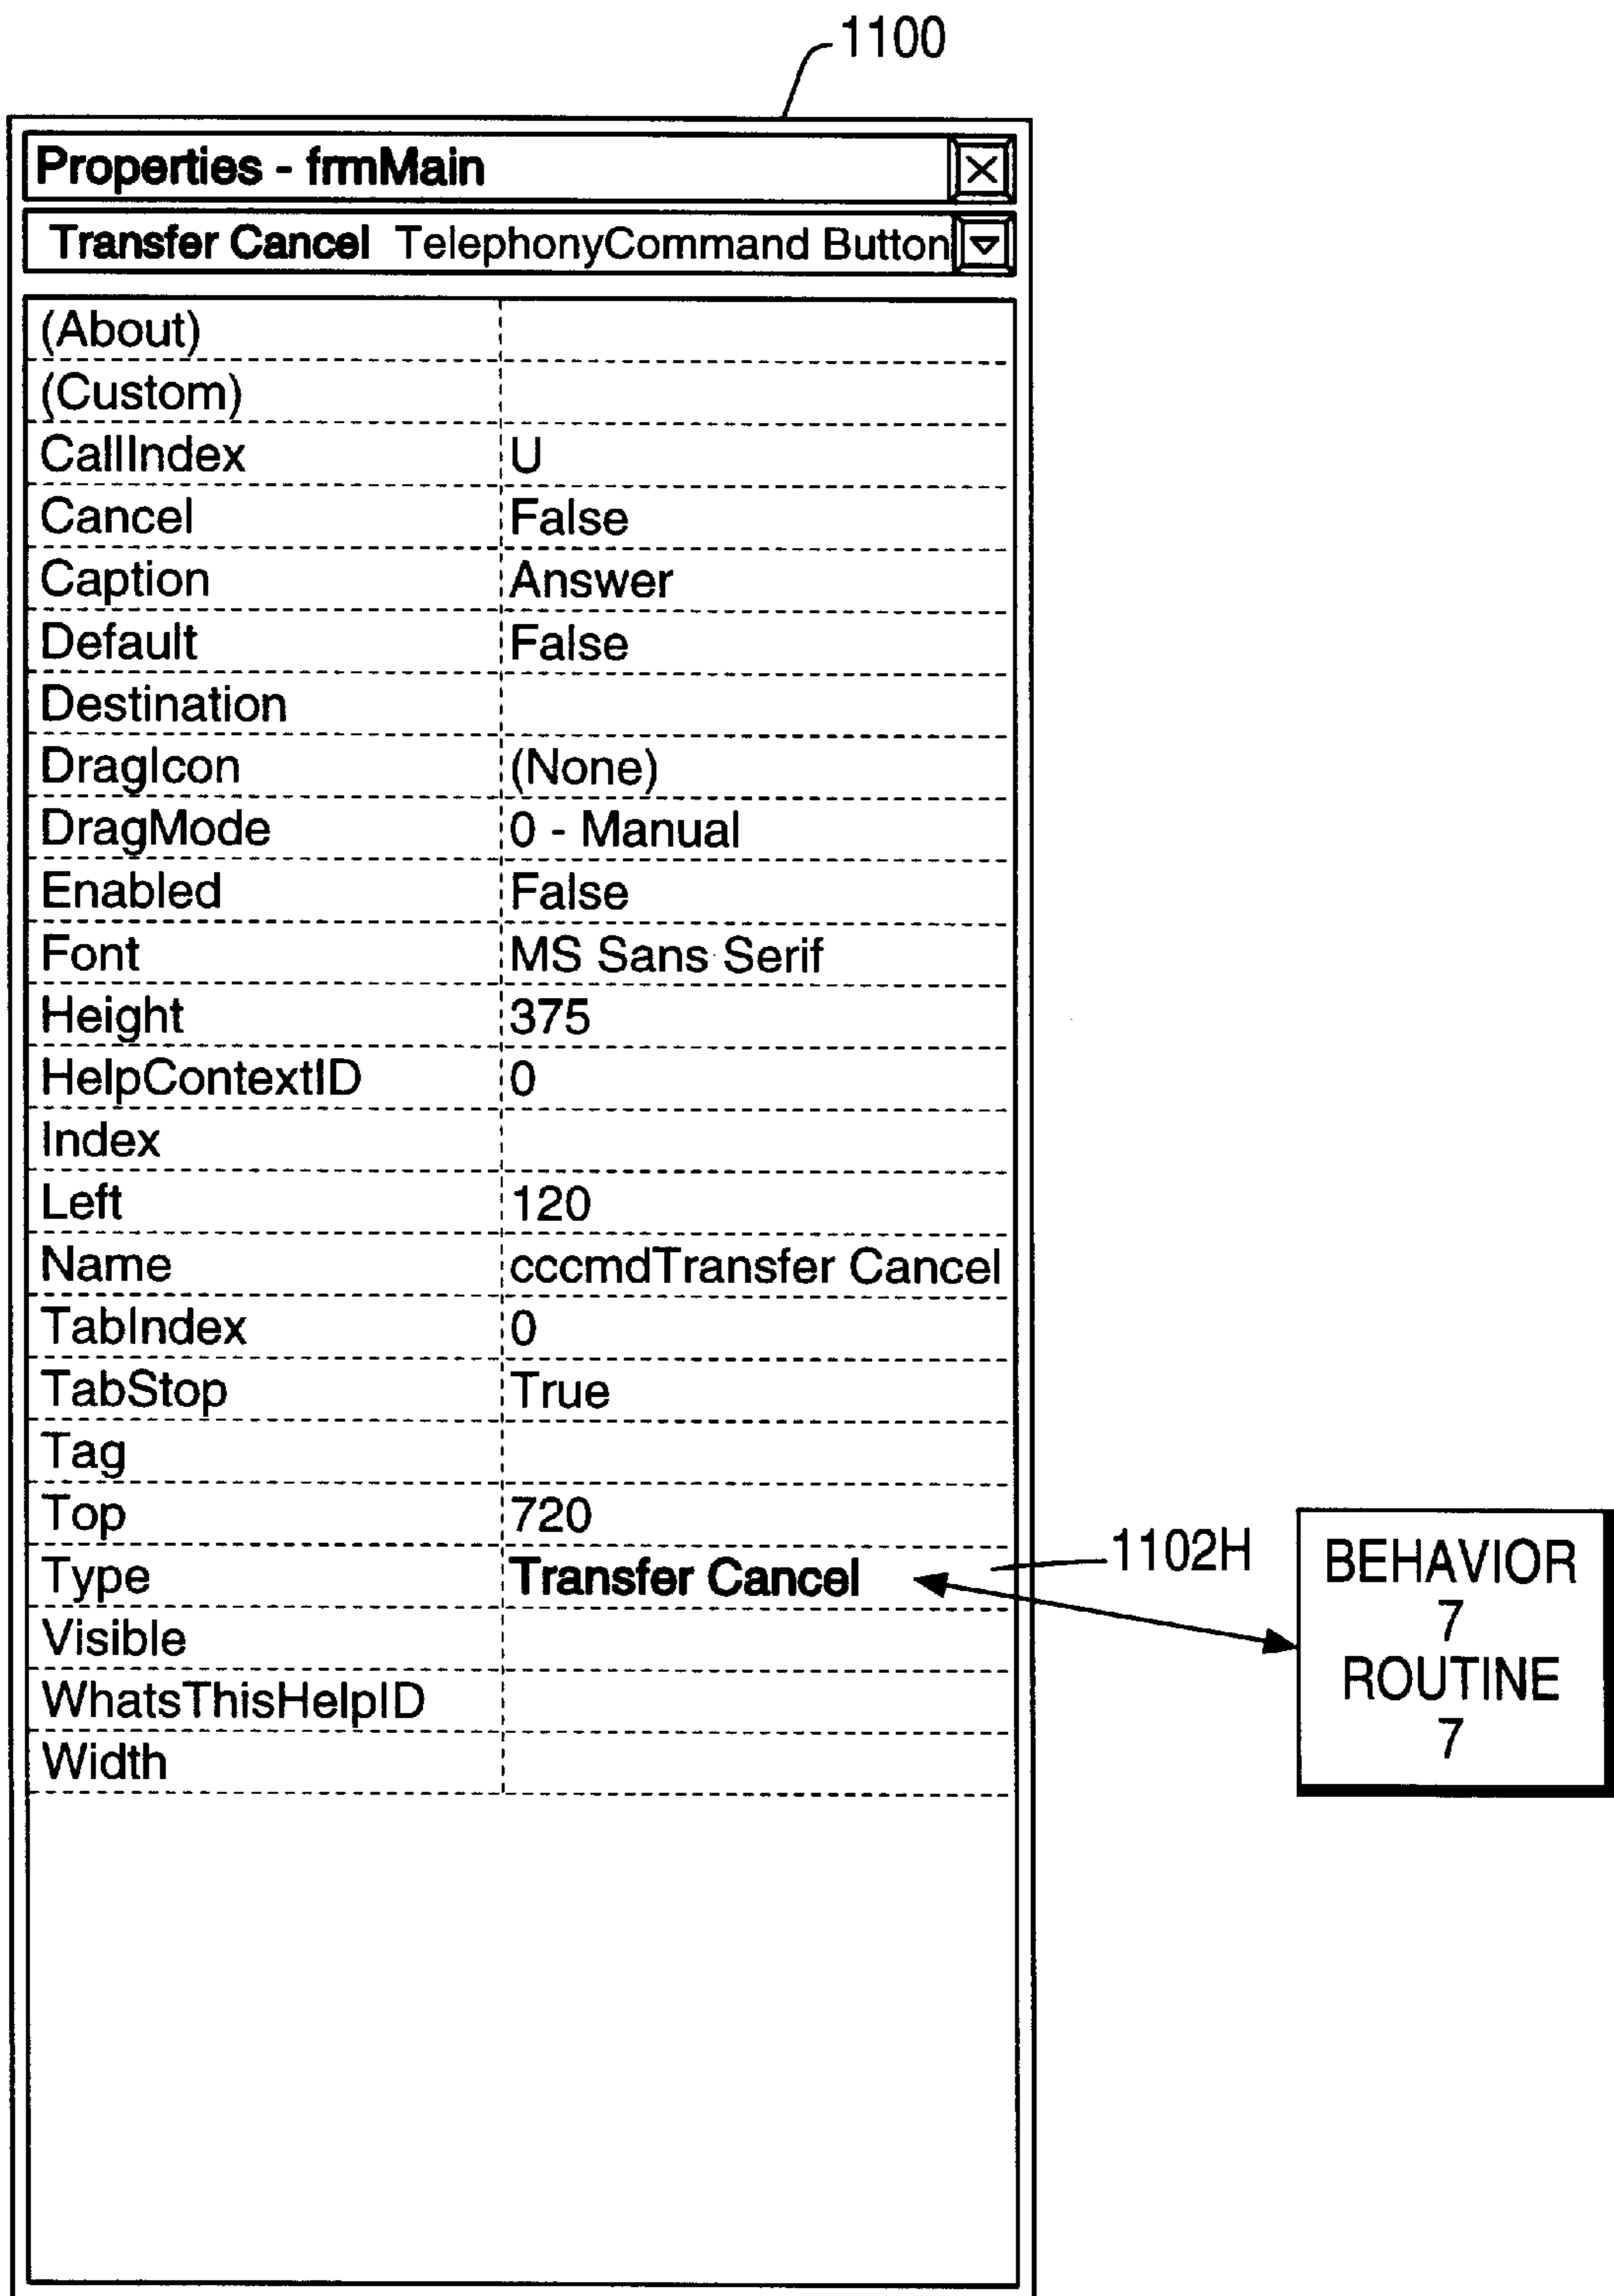 1100
Properties - frmMain
Transfer Cancel TelephonyCommand Button
(About)
(Custom)
CallIndex U
Cancel False
Caption Answer
Default False
Destination
DragIcon (None)
DragMode 0 - Manual
Enabled False
Font MS Sans Serif
Height 375
HelpContextID 0
Index
Left 120
Name cccmdTransfer Cancel
TabIndex 0
TabStop True
Tag
Top 720
Type Transfer Cancel
1102H
Visible
WhatsThisHelpID
Width
BEHAVIOR
7
ROUTINE
7